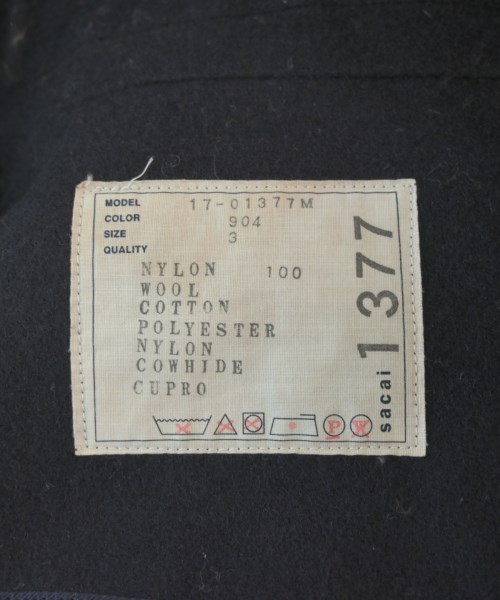 MODEL 17-01377M
COLOR 904
SIZE 3
QUALITY
NYLON 100
WOOL
COTTON
POLYESTER
NYLON
COWHIDE
CUPRO
P W
sacai 1377